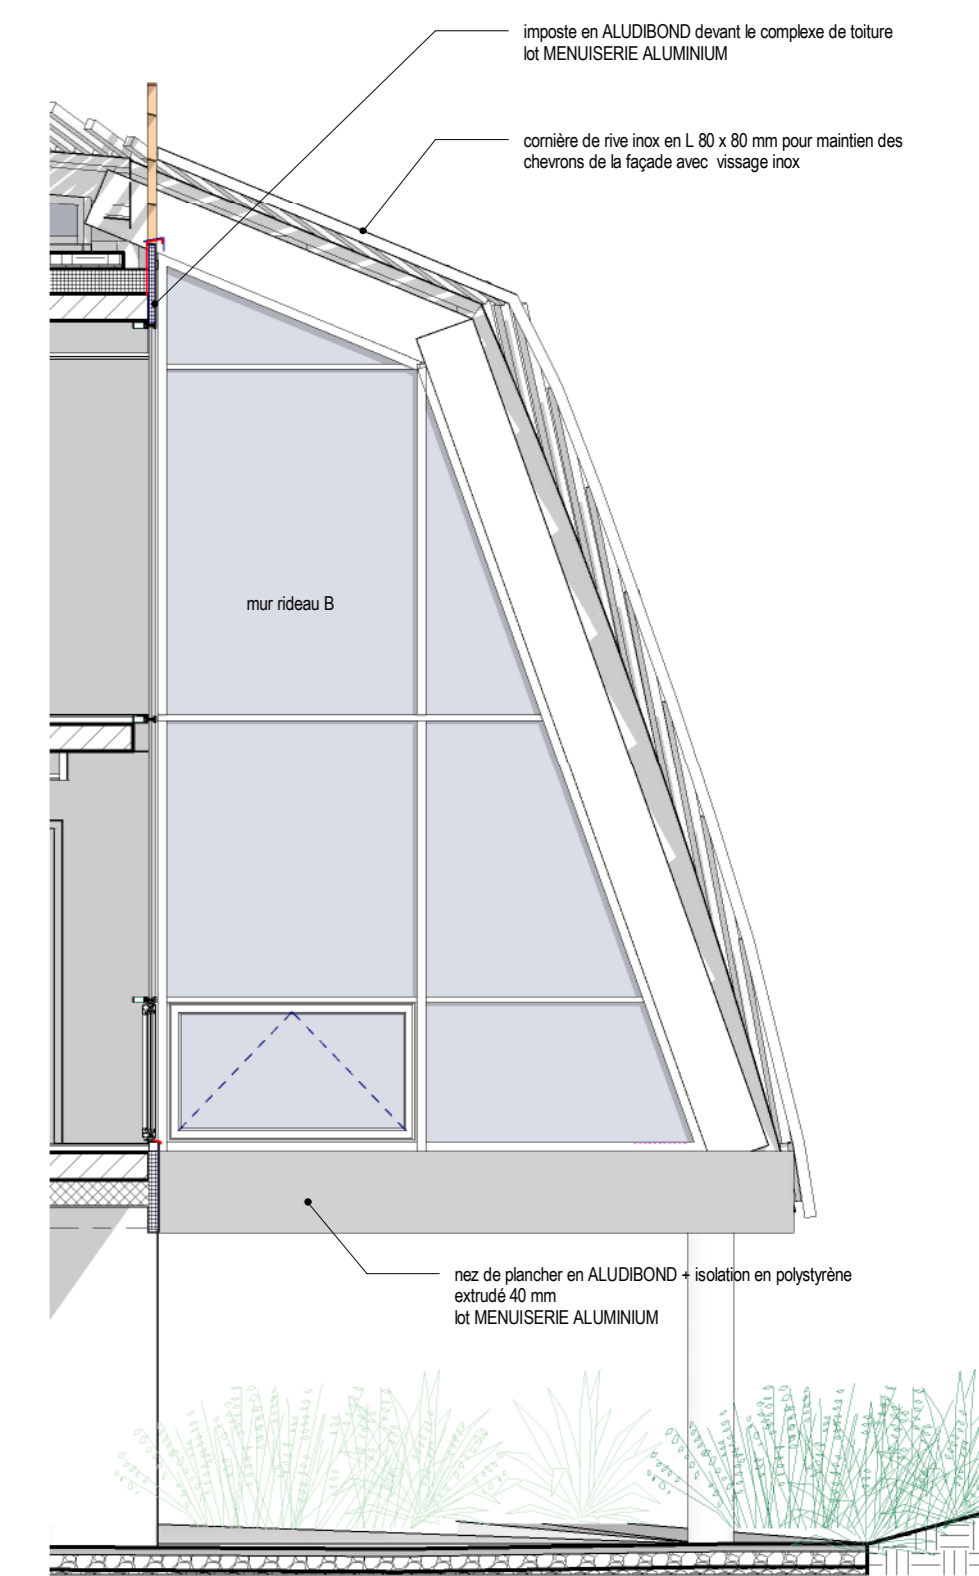 imposte en ALUDIBOND devant le complexe de toiture
lot MENUISERIE ALUMINIUM
cornière de rive inox en L 80 x 80 mm pour maintien des
chevrons de la façade avec vissage inox
mur rideau B
nez de plancher en ALUDIBOND + isolation en polystyrène
extrudé 40 mm
lot MENUISERIE ALUMINIUM